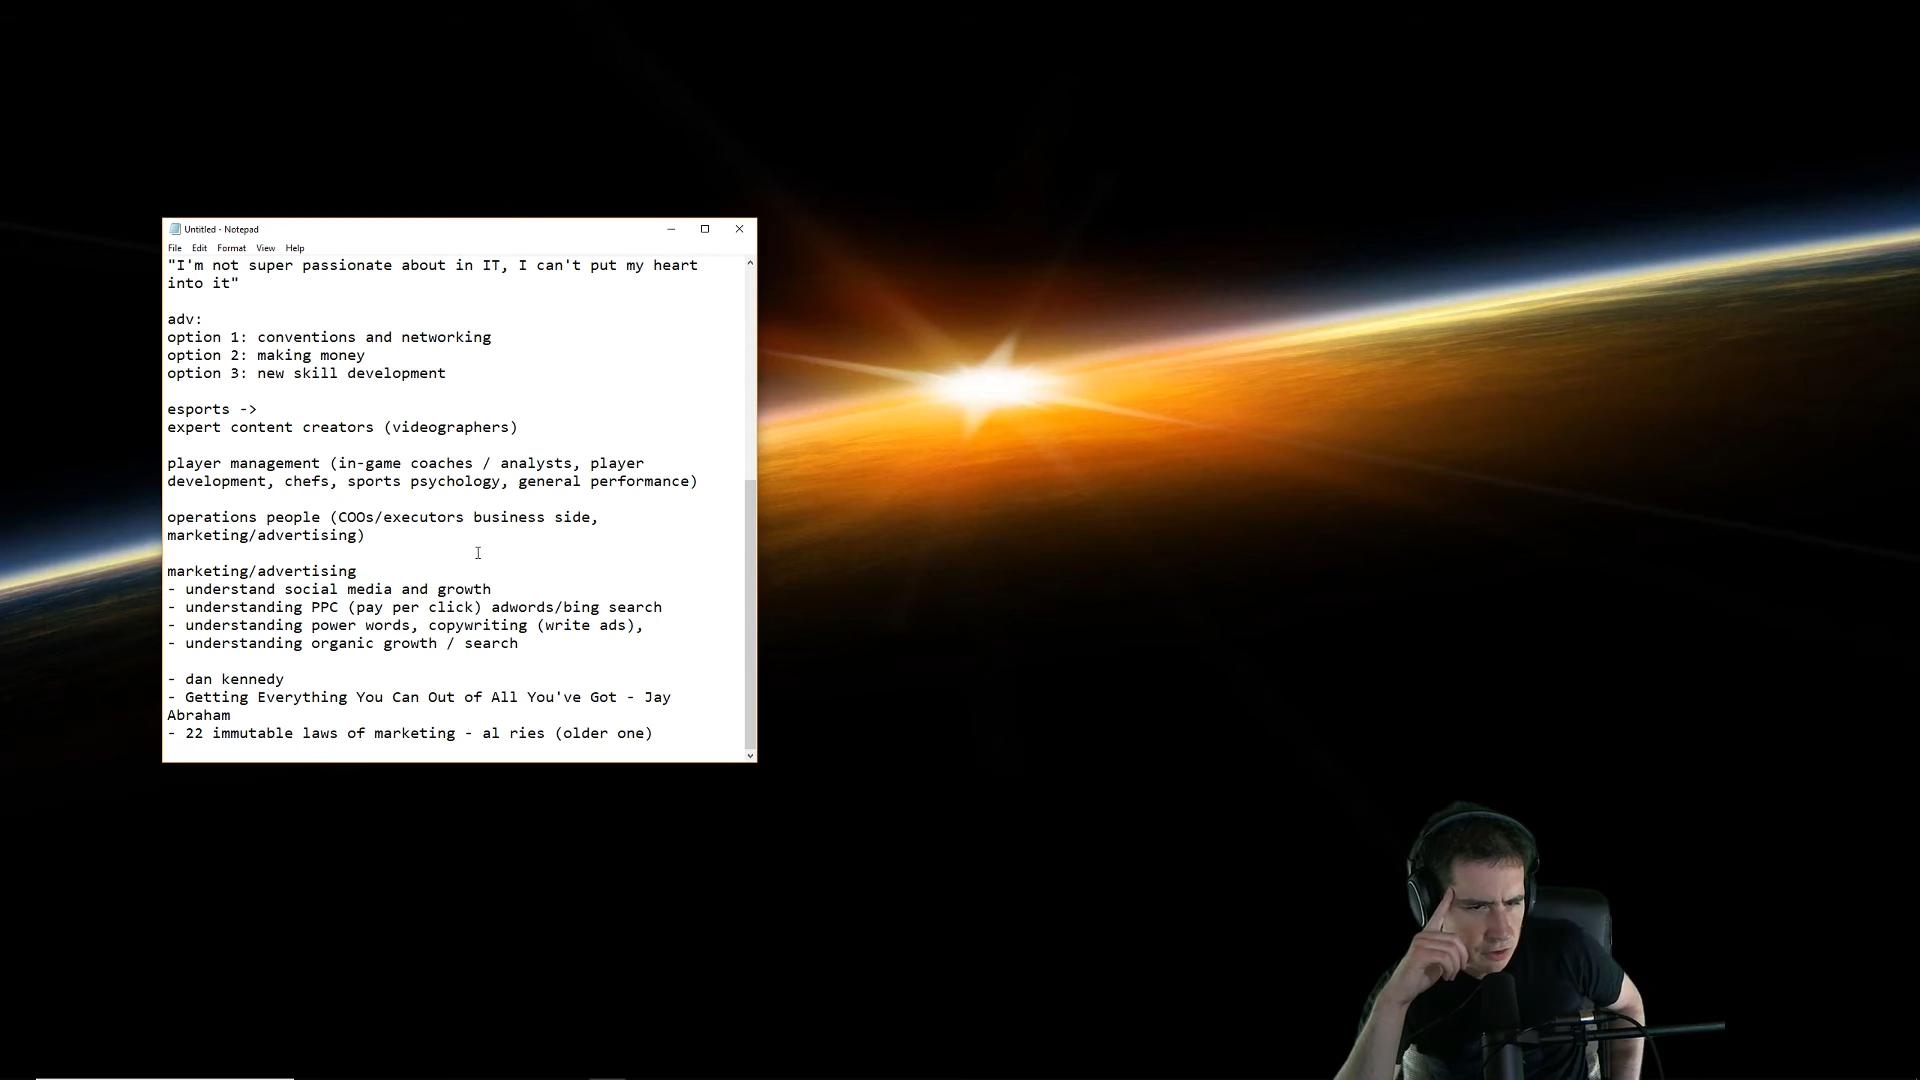 Untitled - Notepad
File Edit Format View Help
"I'm not super passionate about in IT, I can't put my heart
into it"
adv:
option 1: conventions and networking
option 2: making money
option 3: new skill development
esports ->
expert content creators (videographers)
player management (in-game coaches / analysts, player
development, chefs, sports psychology, general performance)
operations people (COOs/executors business side,
marketing/advertising)
marketing/advertising
- understand social media and growth
- understanding PPC (pay per click) adwords/bing search
- understanding power words, copywriting (write ads),
- understanding organic growth / search
- dan kennedy
- Getting Everything You Can Out of All You've Got - Jay
Abraham
- 22 immutable laws of marketing - al ries (older one)